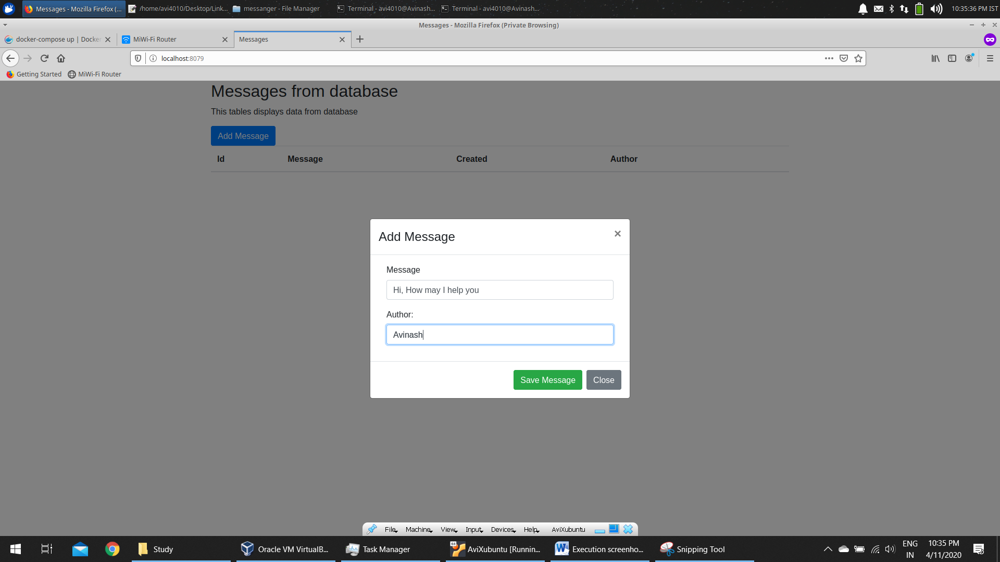 Messages - Mozilla Firefox (...
/home/avi4010/Desktop/Link...
messanger - File Manager
Terminal - avi4010@Avinash...
Terminal - avi4010@Avinash...
10:35:36 PM IST
Messages - Mozilla Firefox (Private Browsing)
docker-compose up | Docker
MiWi-Fi Router
Messages
localhost:8079
Getting Started
MiWi-Fi Router
Messages from database
This tables displays data from database
Add Message
Id Message Created Author
Add Message
×
Message
Hi, How may I help you
Author:
Avinash
Save Message
Close
File Machine View Input Devices Help AviXubuntu
Study
Oracle VM VirtualB...
Task Manager
64
AviXubuntu [Runnin...
Execution screenho...
Snipping Tool
ENG
IN
10:35 PM
4/11/2020